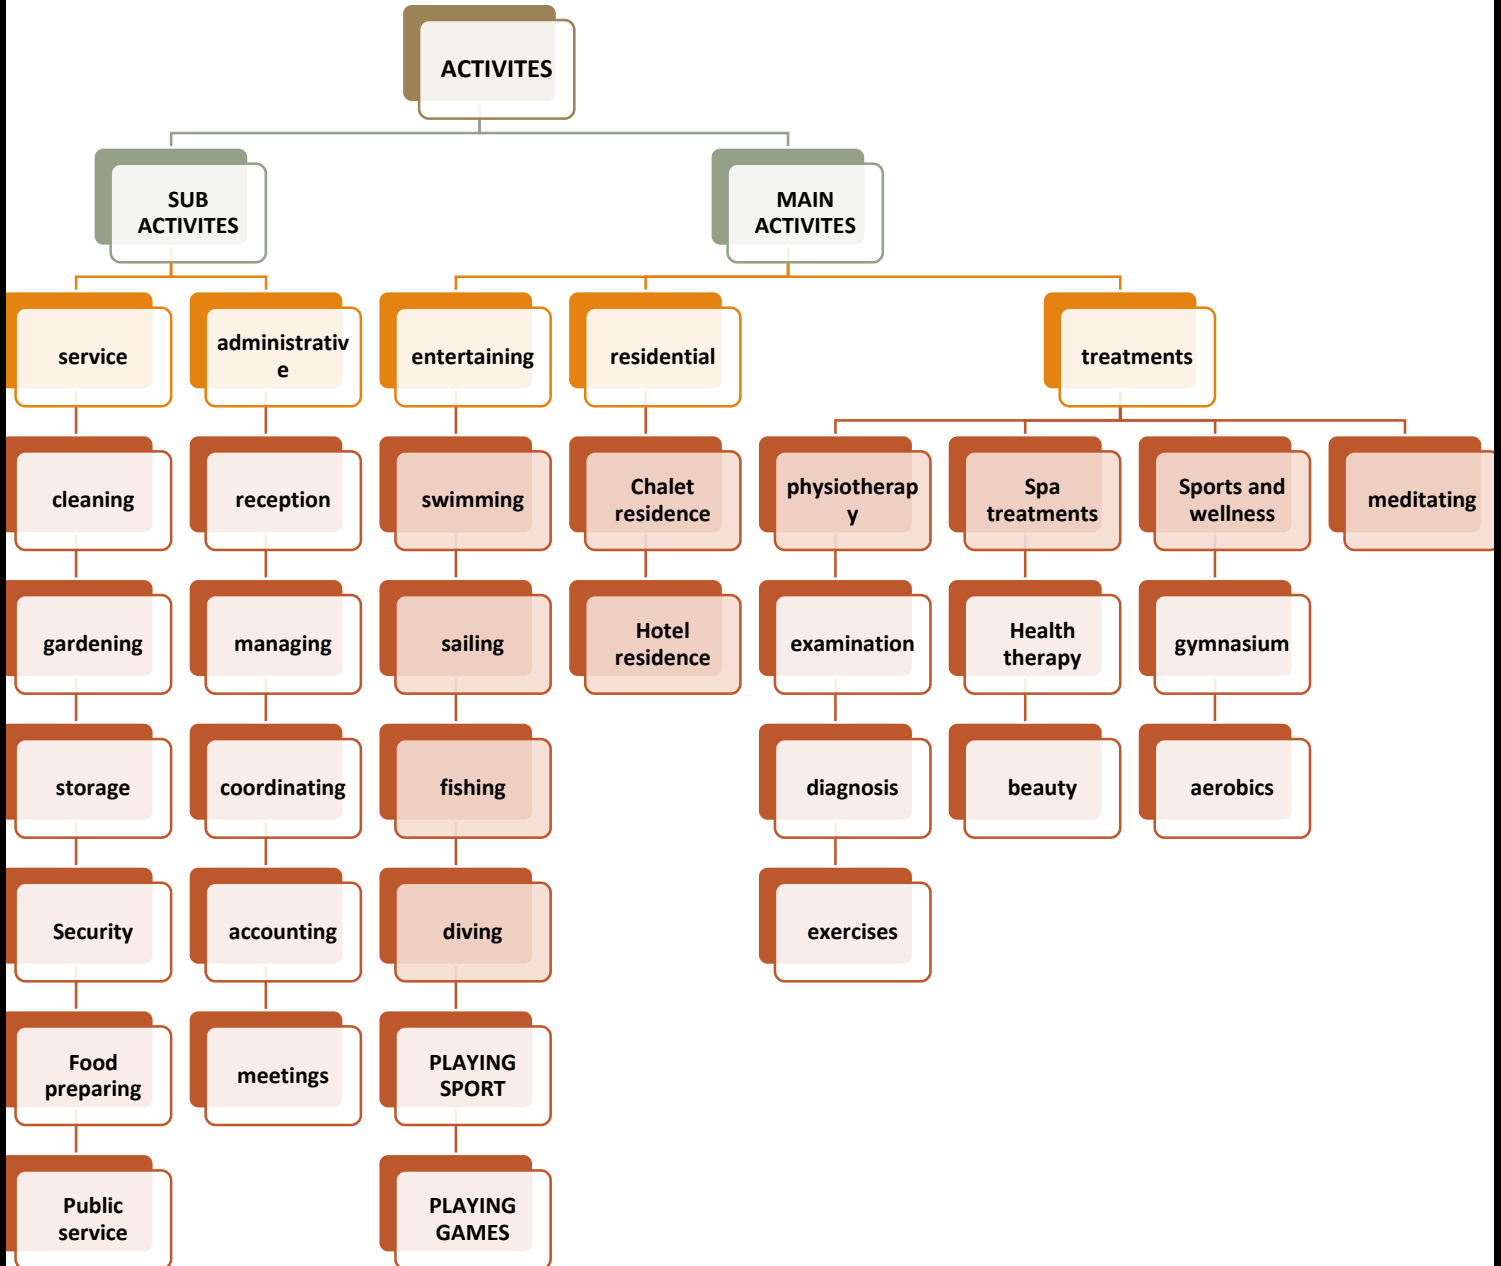 ACTIVITES
SUB
ACTIVITES
MAIN
ACTIVITES
service
administrativ
e
entertaining
residential
treatments
cleaning
reception
swimming
Chalet
residence
physiotherap
y
Spa
treatments
Sports and
wellness
meditating
gardening
managing
sailing
Hotel
residence
examination
Health
therapy
gymnasium
storage
coordinating
fishing
diagnosis
beauty
aerobics
Security
accounting
diving
exercises
Food
preparing
meetings
PLAYING
SPORT
Public
service
PLAYING
GAMES